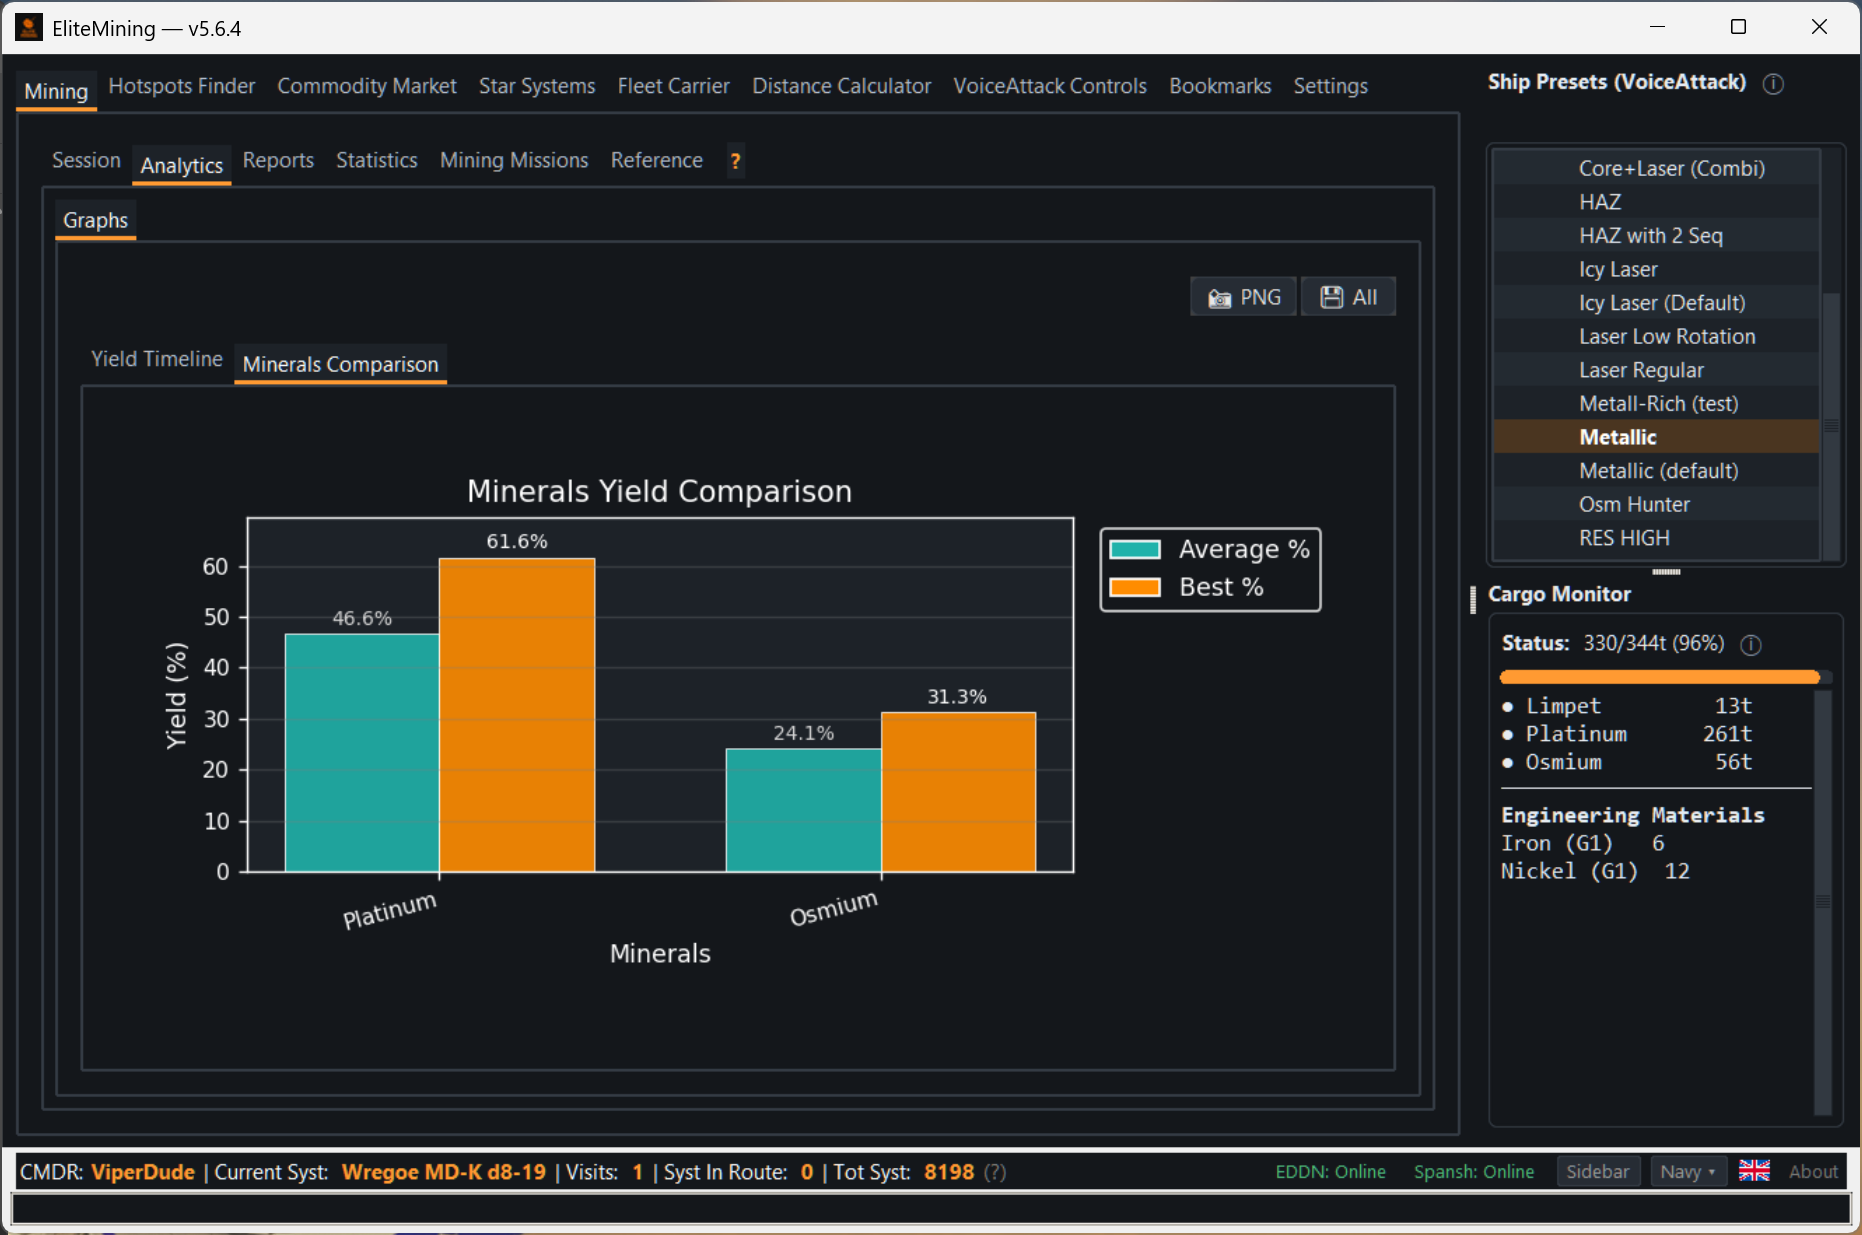 EliteMining — v5.6.4
Mining Hotspots Finder Commodity Market Star Systems Fleet Carrier Distance Calculator VoiceAttack Controls Bookmarks Settings
Session Analytics Reports Statistics Mining Missions Reference ?
Graphs
PNG All
Yield Timeline Minerals Comparison
Minerals Yield Comparison
61.6%
46.6%
31.3%
24.1%
60
50
40
30
20
10
0
Yield (%)
Platinum Osmium
Minerals
Average %
Best %
Ship Presets (VoiceAttack)
Core+Laser (Combi)
HAZ
HAZ with 2 Seq
Icy Laser
Icy Laser (Default)
Laser Low Rotation
Laser Regular
Metall-Rich (test)
Metallic
Metallic (default)
Osm Hunter
RES HIGH
Cargo Monitor
Status: 330/344t (96%)
Limpet 13t
Platinum 261t
Osmium 56t
Engineering Materials
Iron (G1) 6
Nickel (G1) 12
CMDR: ViperDude | Current Syst: Wregoe MD-K d8-19 | Visits: 1 | Syst In Route: 0 | Tot Syst: 8198 (?) EDDN: Online Spansh: Online Sidebar Navy About